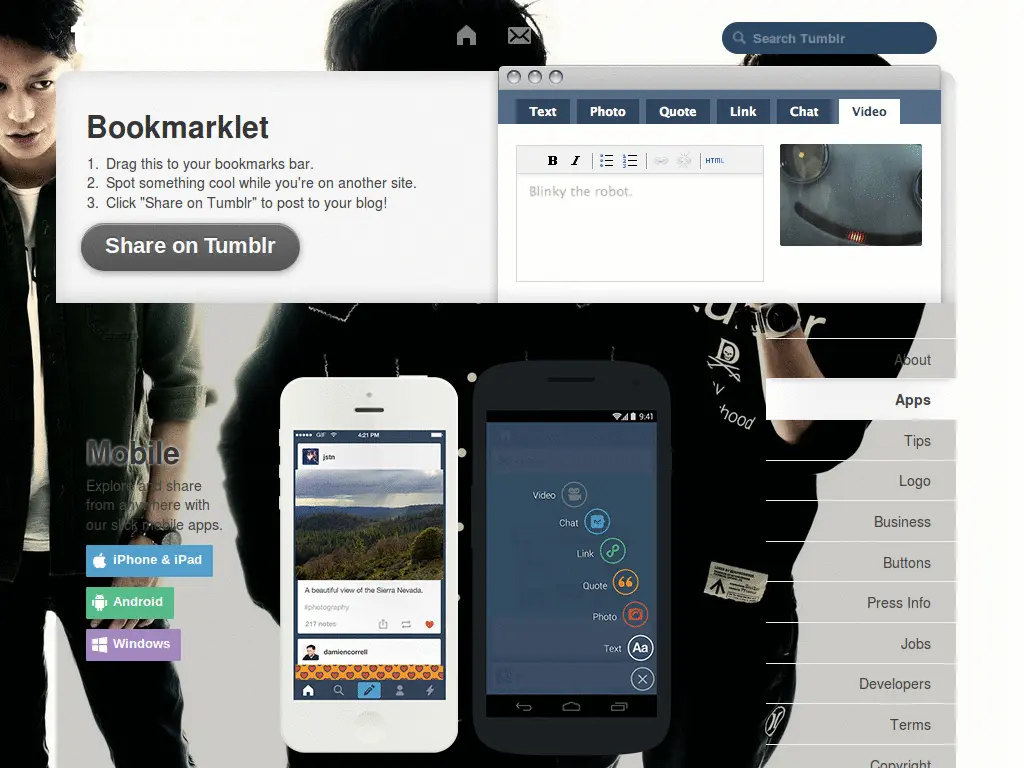 Search Tumblr
Bookmarklet
1. Drag this to your bookmarks bar.
2. Spot something cool while you're on another site.
3. Click "Share on Tumblr" to post to your blog!
Share on Tumblr
Text Photo Quote Link Chat Video
B I HTML
Blinky the robot.
About
Apps
Tips
Logo
Business
Buttons
Press Info
Jobs
Developers
Terms
Copyright
Mobile
Explore and share
from anywhere with
our slick mobile apps.
iPhone & iPad
Android
Windows
GIF 4:21 PM
jstn
A beautiful view of the Sierra Nevada.
#photography
217 notes
damiencorrell
9:41
Video
Chat
Link
Quote
Photo
Text Aa
hood